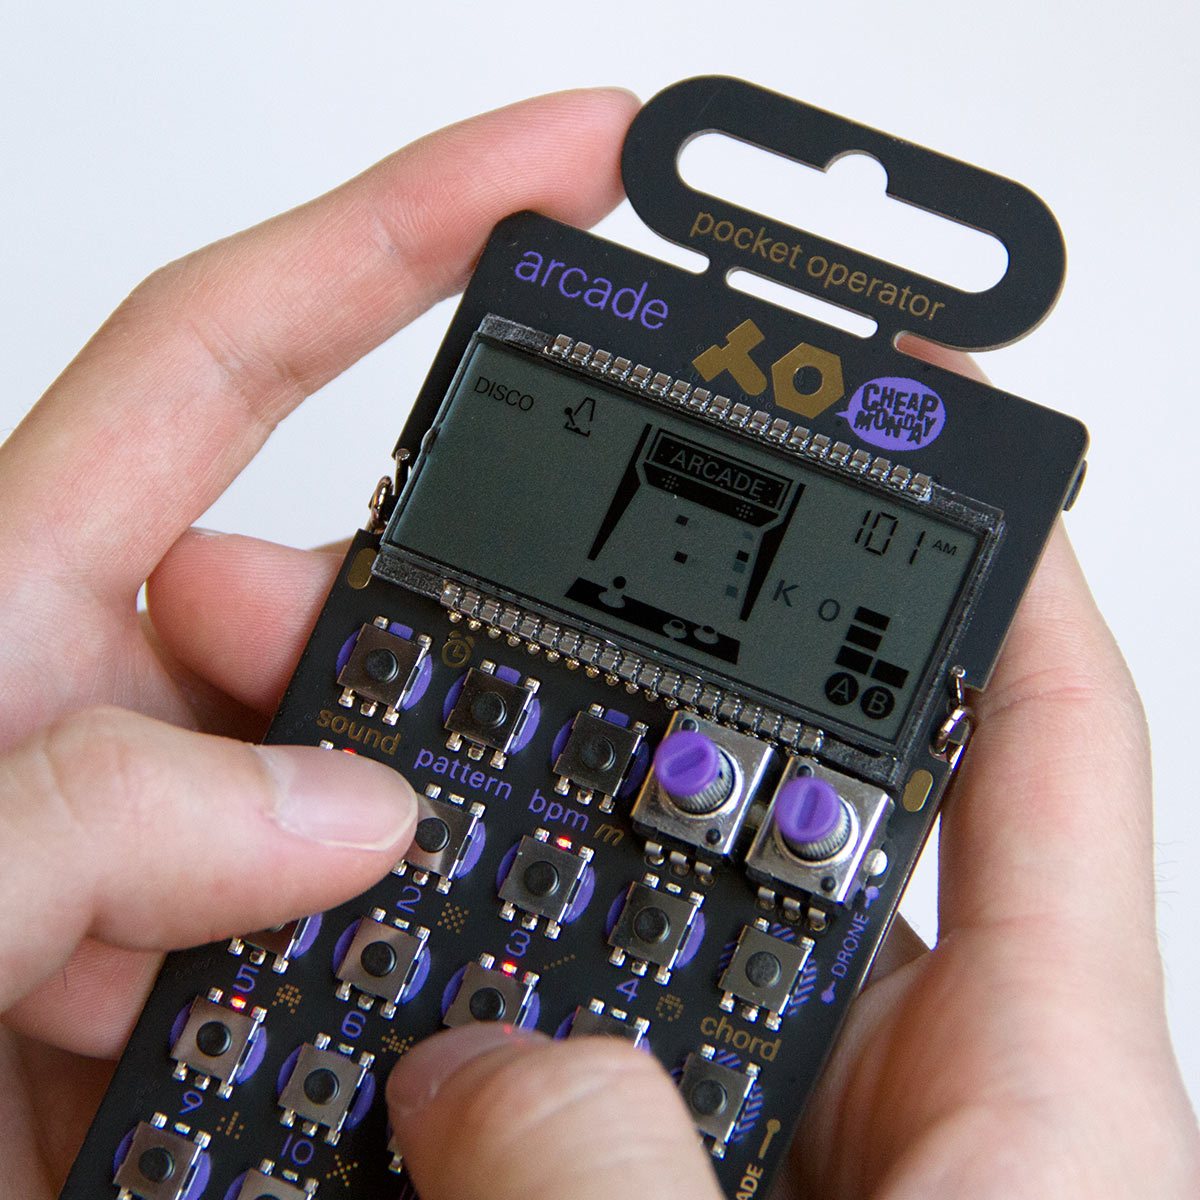 pocket operator
arcade
CHEAP
MONDAY
DISCO
ARCADE
101 AM
K O
A B
sound
pattern
bpm
m
2
3
4
5
6
DRONE
chord
9
10